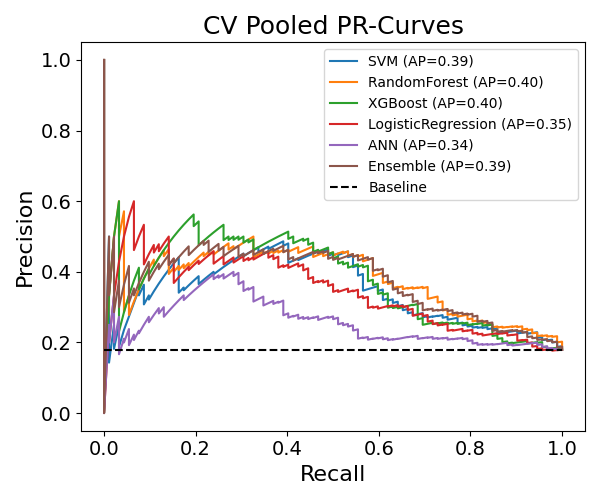 CV Pooled PR-Curves
Precision
1.0
0.8
0.6
0.4
0.2
0.0
SVM (AP=0.39)
RandomForest (AP=0.40)
XGBoost (AP=0.40)
LogisticRegression (AP=0.35)
ANN (AP=0.34)
Ensemble (AP=0.39)
Baseline
0.0 0.2 0.4 0.6 0.8 1.0
Recall